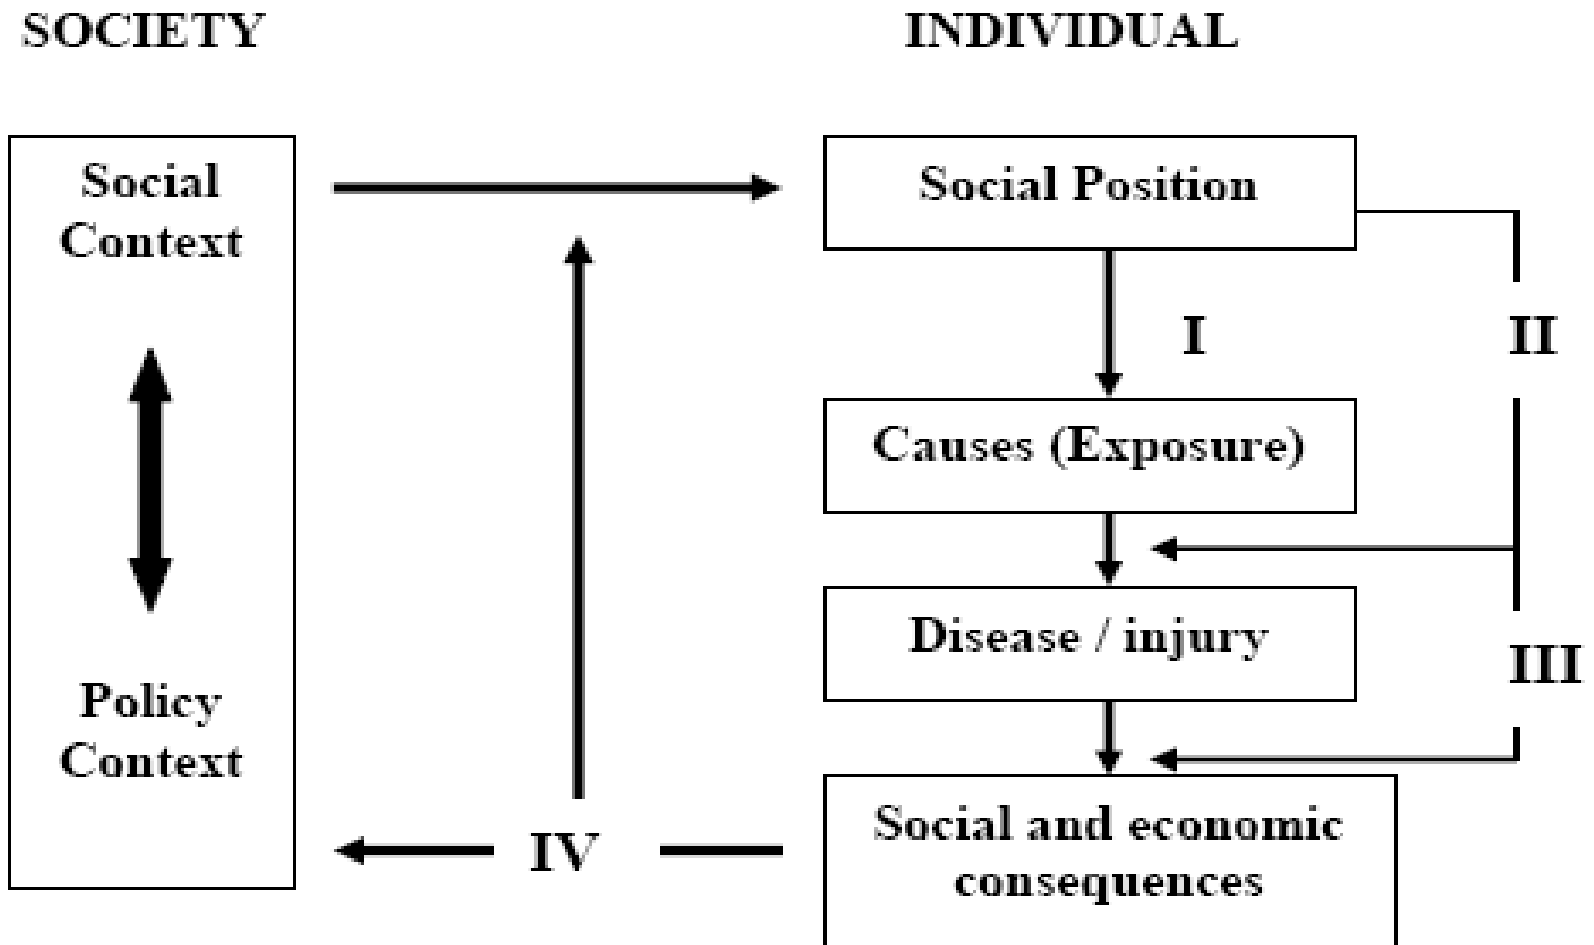 SOCIETY
INDIVIDUAL
Social
Context
Policy
Context
Social Position
I
II
Causes (Exposure)
Disease / injury
III
Social and economic
consequences
IV